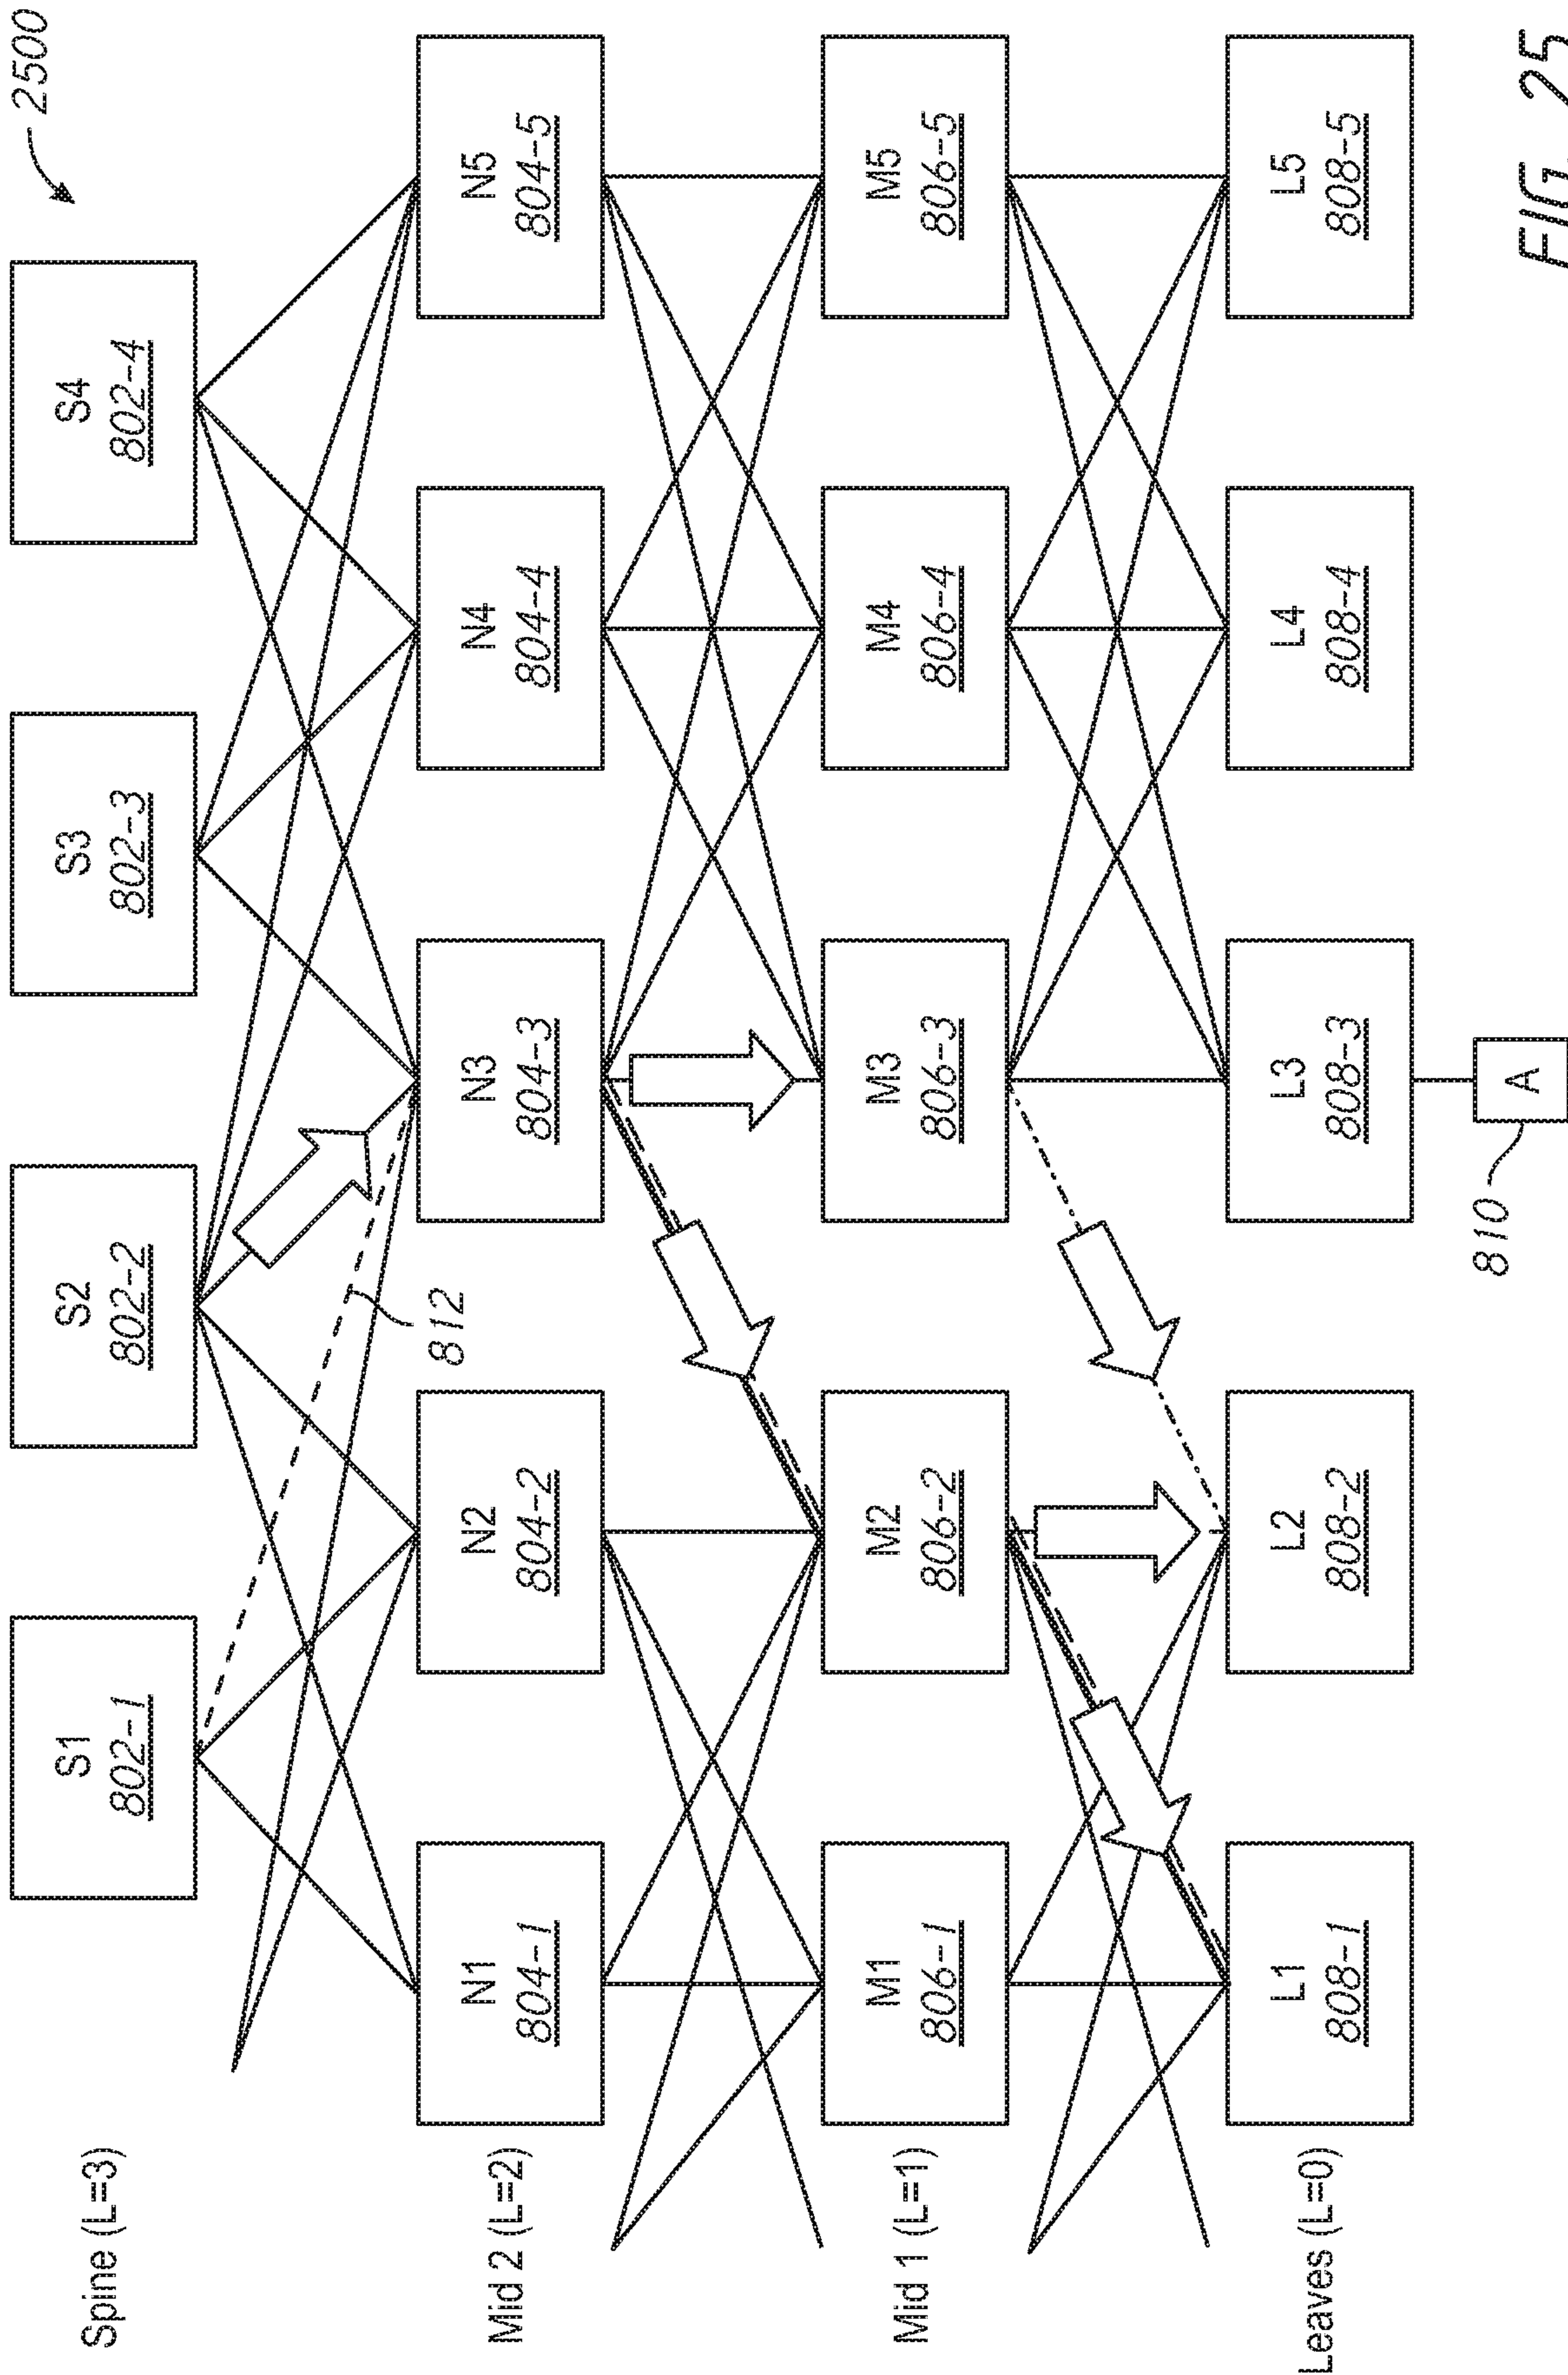 2500
Spine (L=3)
S1
802-1
S2
802-2
S3
802-3
S4
802-4
812
Mid 2 (L=2)
N1
804-1
N2
804-2
N3
804-3
N4
804-4
N5
804-5
Mid 1 (L=1)
M1
806-1
M2
806-2
M3
806-3
M4
806-4
M5
806-5
Leaves (L=0)
L1
808-1
L2
808-2
L3
808-3
L4
808-4
L5
808-5
810
A
FIG. 25